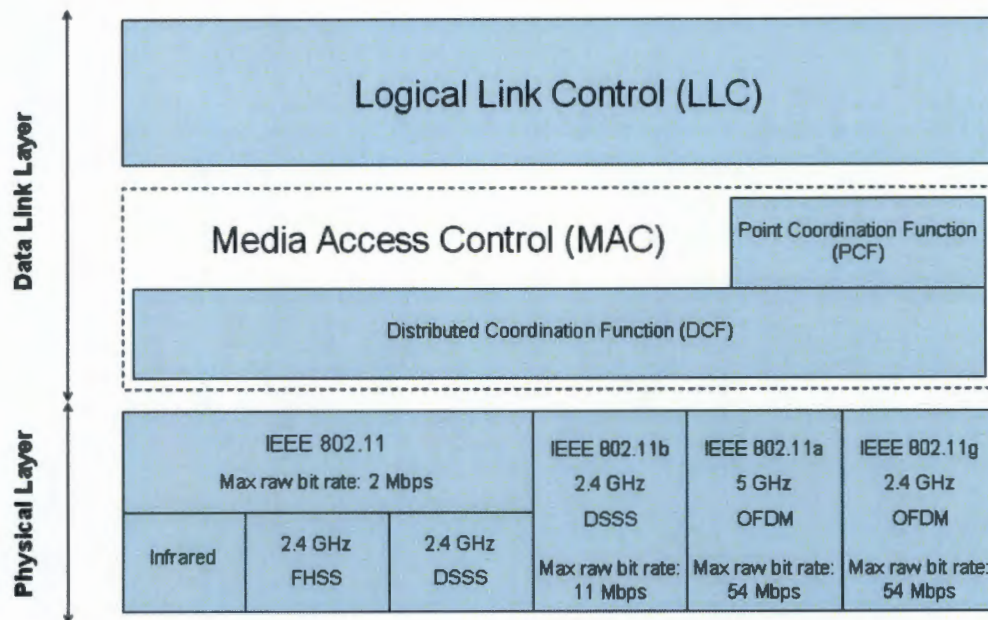 Data Link Layer
Logical Link Control (LLC)
Media Access Control (MAC)
Point Coordination Function
(PCF)
Distributed Coordination Function (DCF)
Physical Layer
IEEE 802.11
Max raw bit rate: 2 Mbps
Infrared
2.4 GHz
FHSS
2.4 GHz
DSSS
IEEE 802.11b
2.4 GHz
DSSS
Max raw bit rate:
11 Mbps
IEEE 802.11a
5 GHz
OFDM
Max raw bit rate:
54 Mbps
IEEE 802.11g
2.4 GHz
OFDM
Max raw bit rate:
54 Mbps